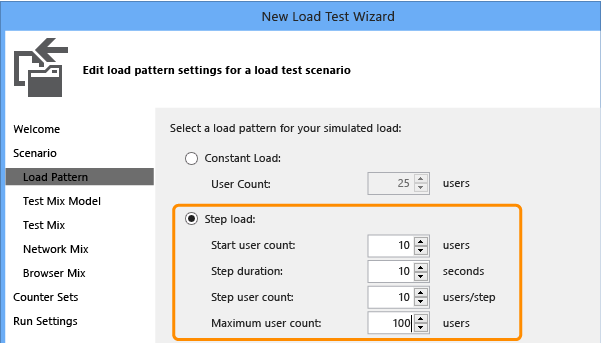 New Load Test Wizard
Edit load pattern settings for a load test scenario
Welcome
Scenario
Load Pattern
Test Mix Model
Test Mix
Network Mix
Browser Mix
Counter Sets
Run Settings
Select a load pattern for your simulated load:
Constant Load:
User Count: 25 users
Step load:
Start user count: 10 users
Step duration: 10 seconds
Step user count: 10 users/step
Maximum user count: 100 users